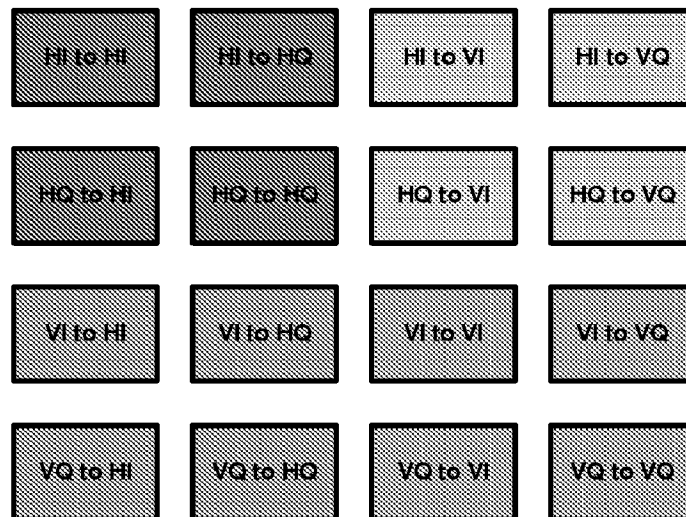 HI to HI
HI to HQ
HI to VI
HI to VQ
HQ to HI
HQ to HQ
HQ to VI
HQ to VQ
VI to HI
VI to HQ
VI to VI
VI to VQ
VQ to HI
VQ to HQ
VQ to VI
VQ to VQ